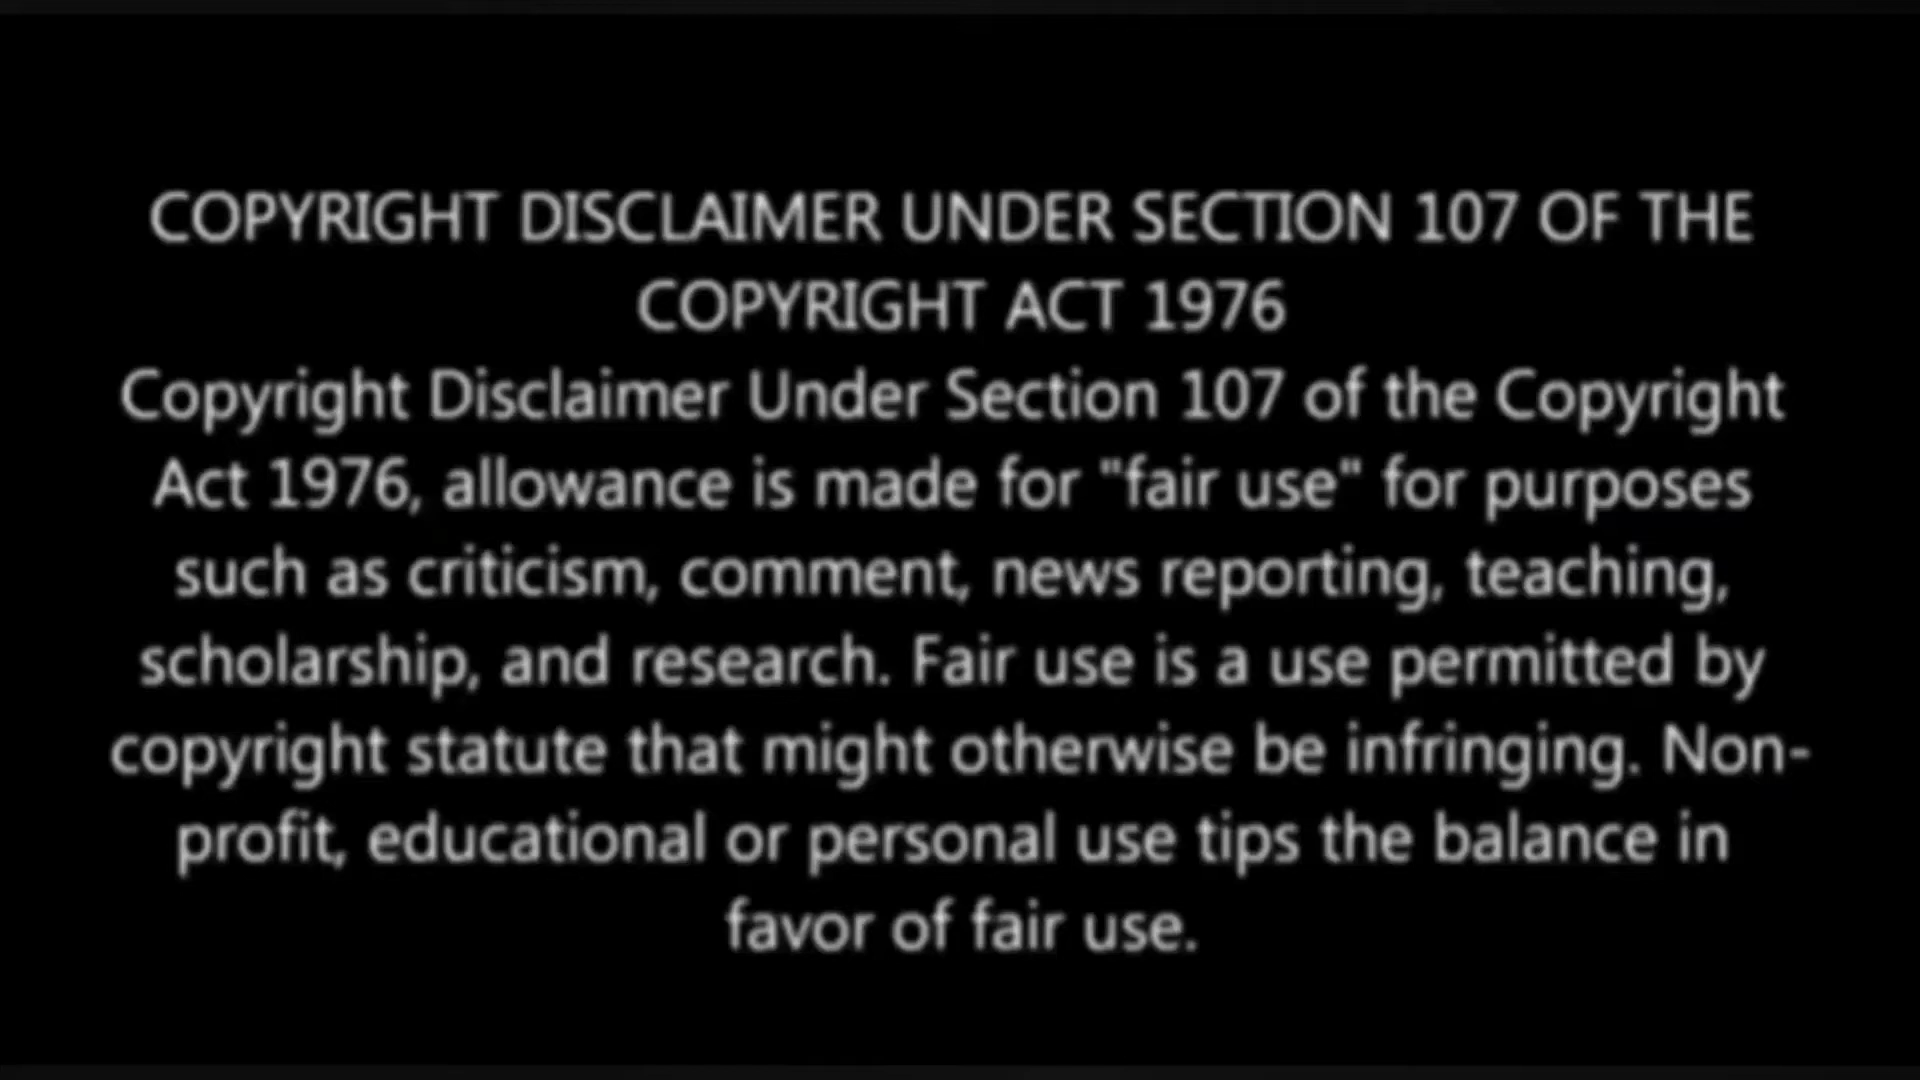 COPYRIGHT DISCLAIMER UNDER SECTION 107 OF THE
COPYRIGHT ACT 1976
Copyright Disclaimer Under Section 107 of the Copyright
Act 1976, allowance is made for "fair use" for purposes
such as criticism, comment, news reporting, teaching,
scholarship, and research. Fair use is a use permitted by
copyright statute that might otherwise be infringing. Non-
profit, educational or personal use tips the balance in
favor of fair use.